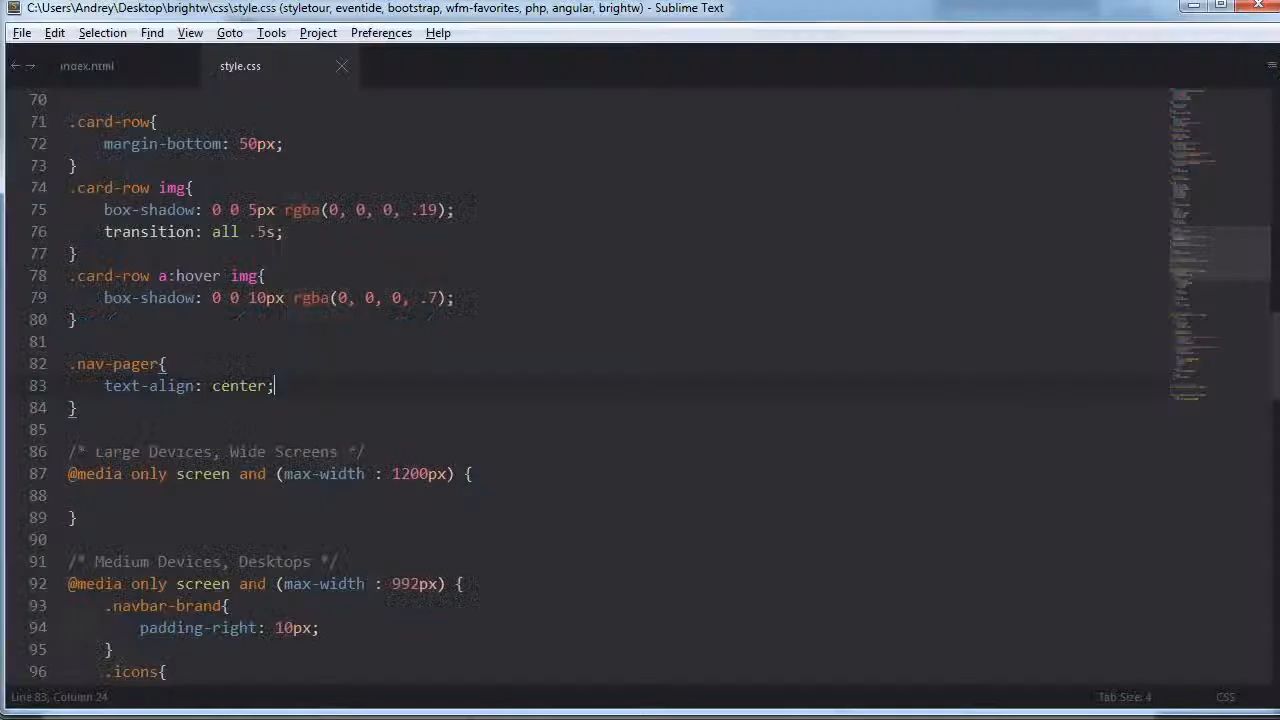 C:\Users\Andrey\Desktop\brightw\css\style.css (styletour, eventide, bootstrap, wfm-favorites, php, angular, brightw) - Sublime Text
File Edit Selection Find View Goto Tools Project Preferences Help
index.html style.css
70
71 .card-row{
72 margin-bottom: 50px;
73 }
74 .card-row img{
75 box-shadow: 0 0 5px rgba(0, 0, 0, .19);
76 transition: all .5s;
77 }
78 .card-row a:hover img{
79 box-shadow: 0 0 10px rgba(0, 0, 0, .7);
80 }
81
82 .nav-pager{
83 text-align: center;
84 }
85
86 /* Large Devices, Wide Screens */
87 @media only screen and (max-width : 1200px) {
88
89 }
90
91 /* Medium Devices, Desktops */
92 @media only screen and (max-width : 992px) {
93 .navbar-brand{
94 padding-right: 10px;
95 }
96 .icons{
Line 83, Column 24 Tab Size: 4 CSS